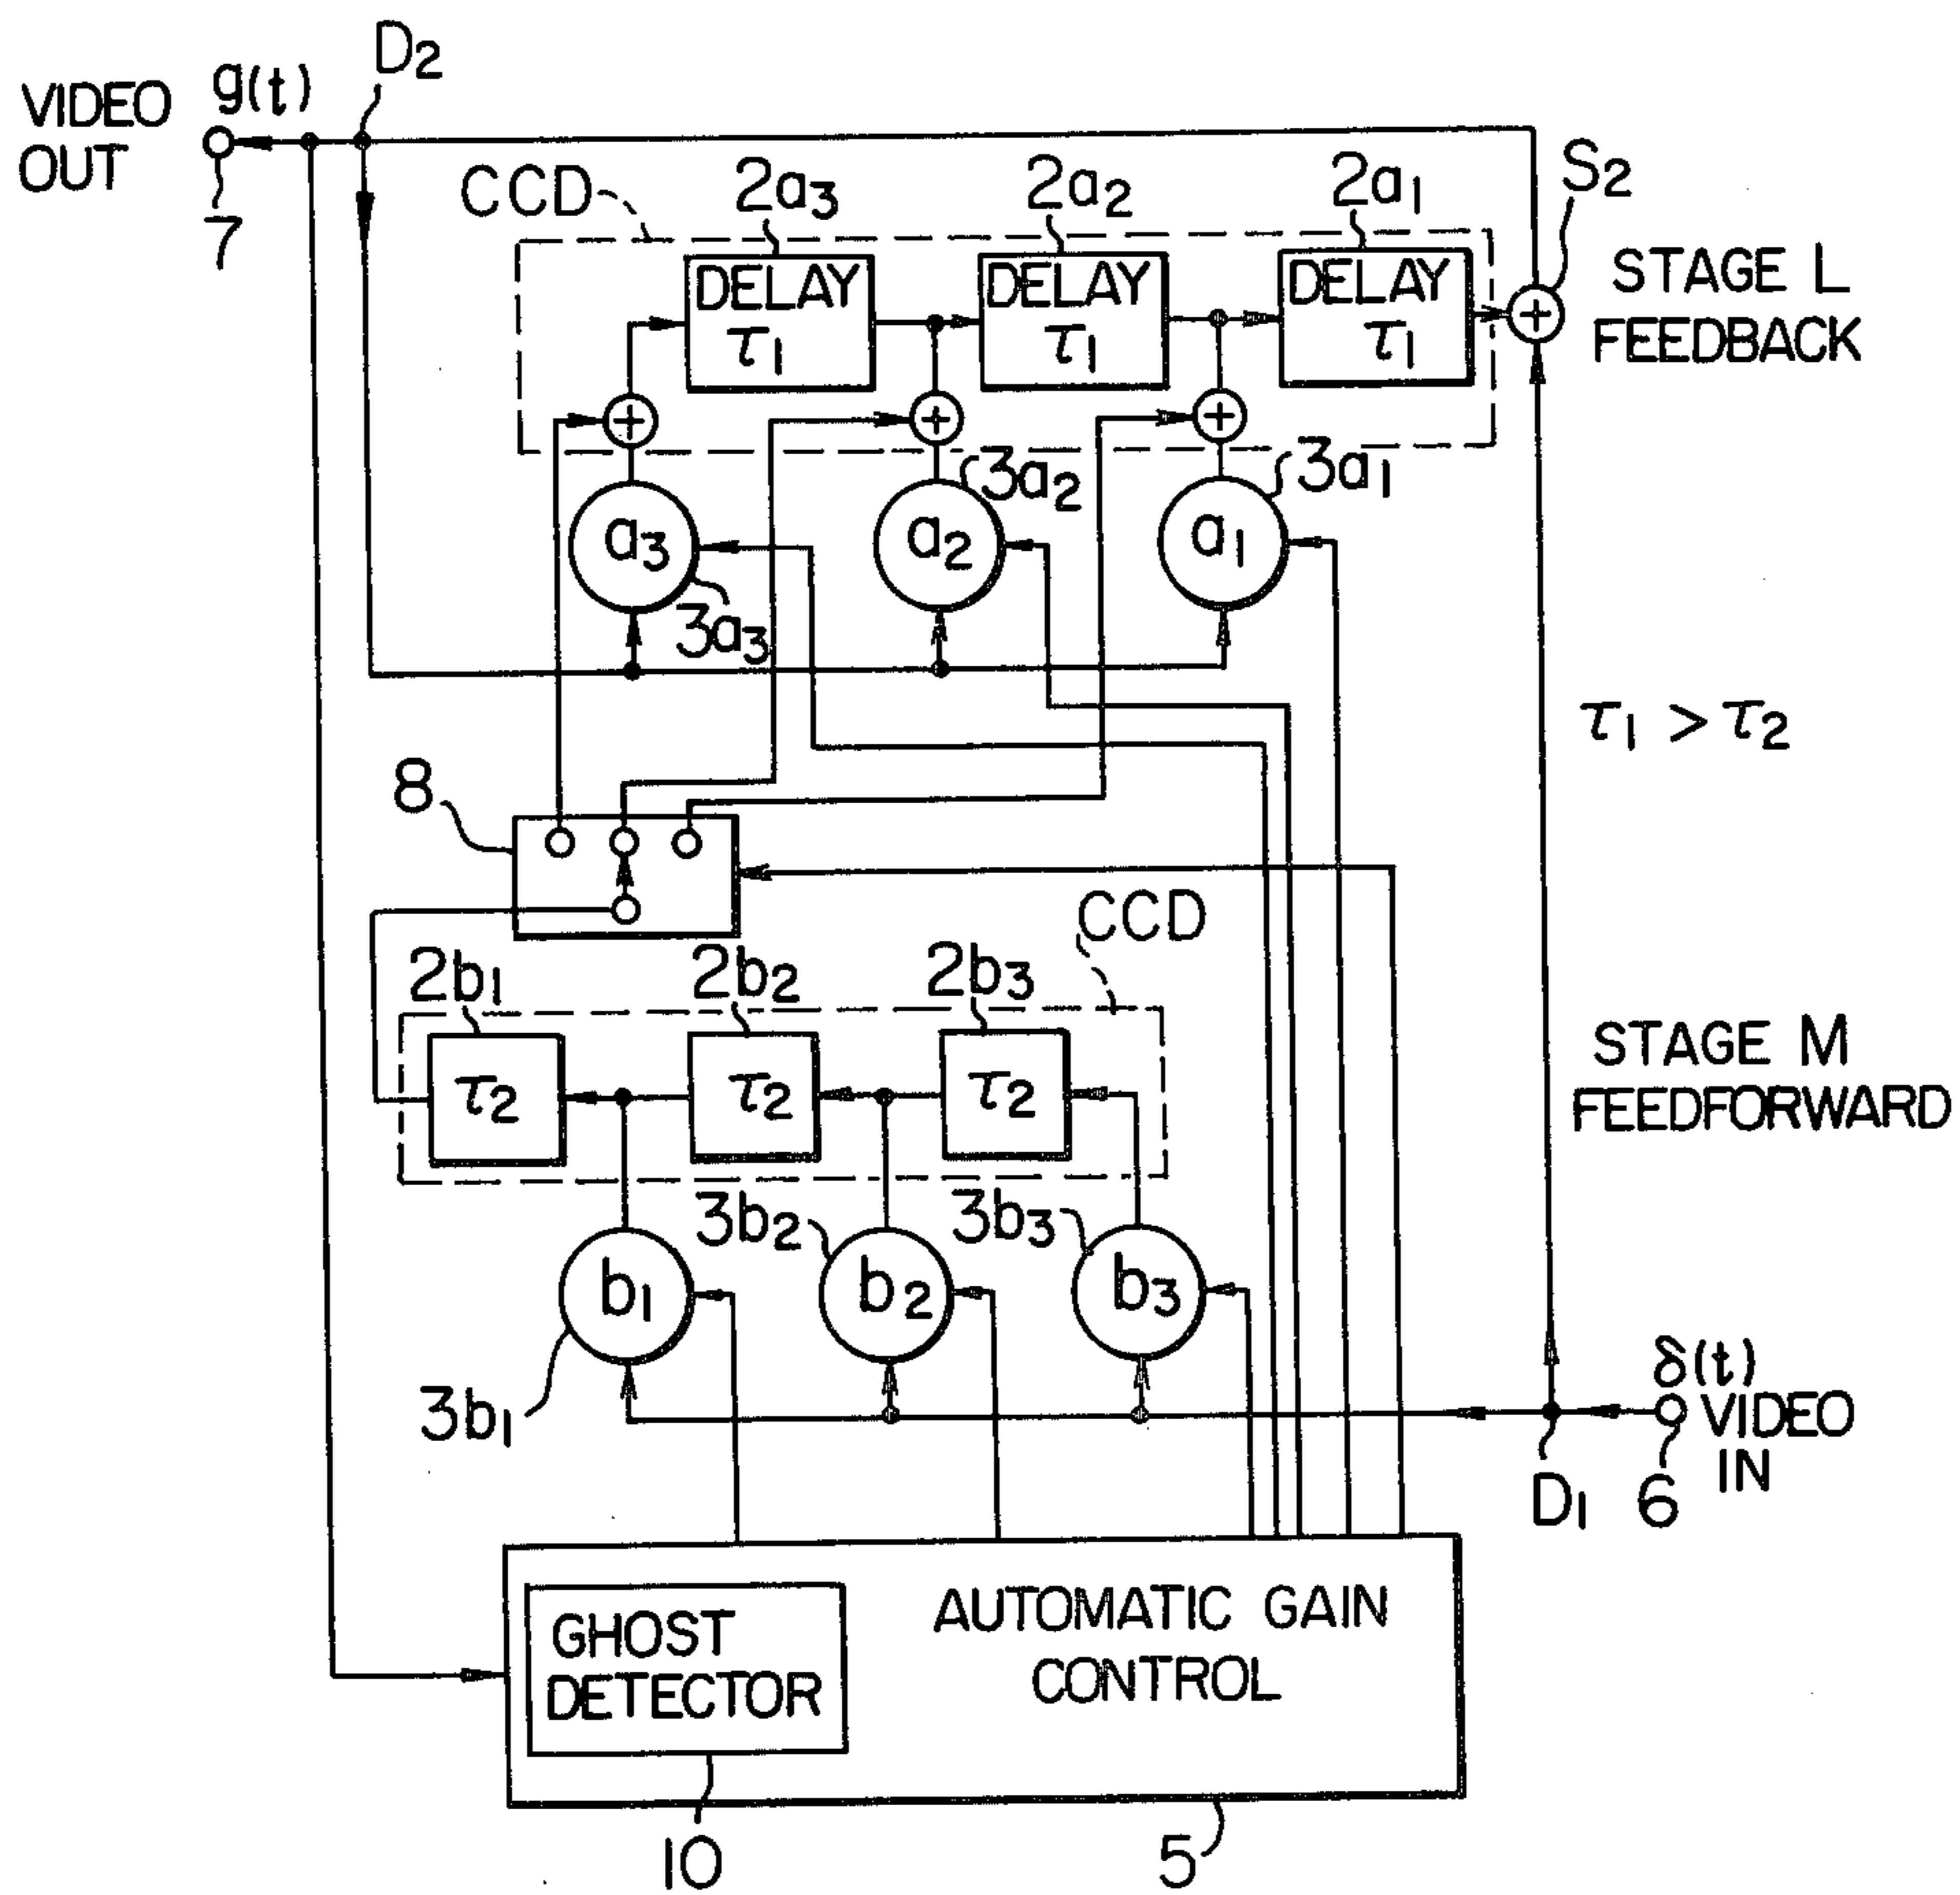 D2
VIDEO OUT
g(t)
7
CCD
2a3
2a2
2a1
S2
DELAY τ1
DELAY τ1
DELAY τ1
+
STAGE L
FEEDBACK
+
+
+
3a2
3a1
a3
a2
a1
3a3
τ1 > τ2
8
CCD
2b1
2b2
2b3
τ2
τ2
τ2
STAGE M
FEEDFORWARD
3b2
3b3
b1
b2
b3
3b1
δ(t)
VIDEO
IN
D1
6
GHOST
DETECTOR
AUTOMATIC GAIN
CONTROL
10
5